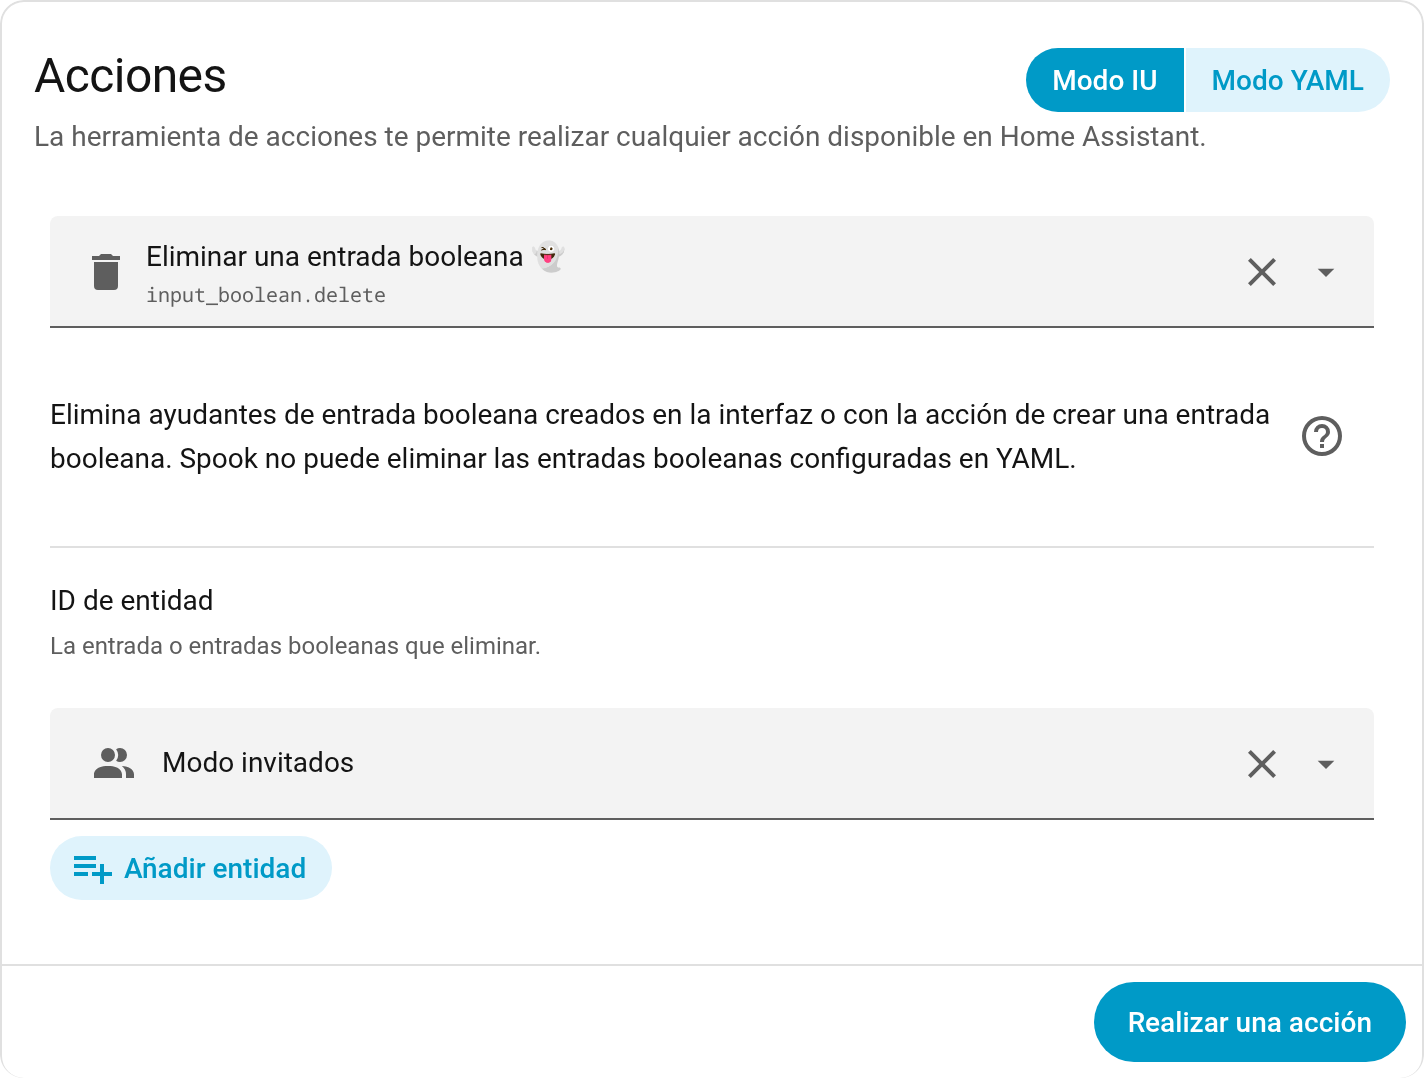 Acciones
Modo IU
Modo YAML
La herramienta de acciones te permite realizar cualquier acción disponible en Home Assistant.
Eliminar una entrada booleana 👻
input_boolean.delete
Elimina ayudantes de entrada booleana creados en la interfaz o con la acción de crear una entrada
booleana. Spook no puede eliminar las entradas booleanas configuradas en YAML.
ID de entidad
La entrada o entradas booleanas que eliminar.
Modo invitados
Añadir entidad
Realizar una acción